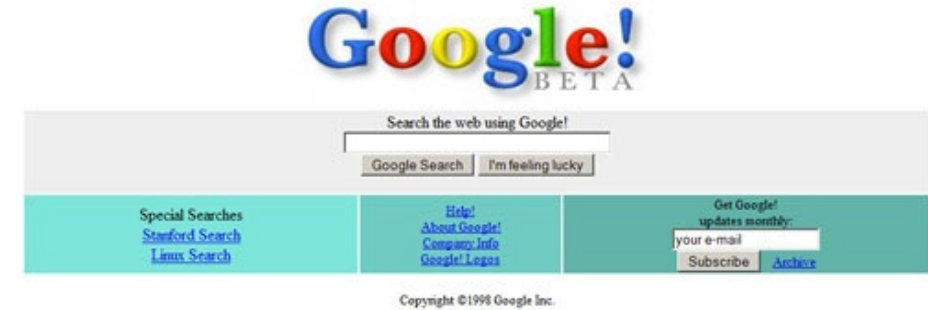 Google!
BETA
Search the web using Google!
Google Search I'm feeling lucky
Special Searches
Stanford Search
Linux Search
Help!
About Google!
Company Info
Google! Logos
Get Google!
updates monthly:
your e-mail
Subscribe Archive
Copyright ©1998 Google Inc.